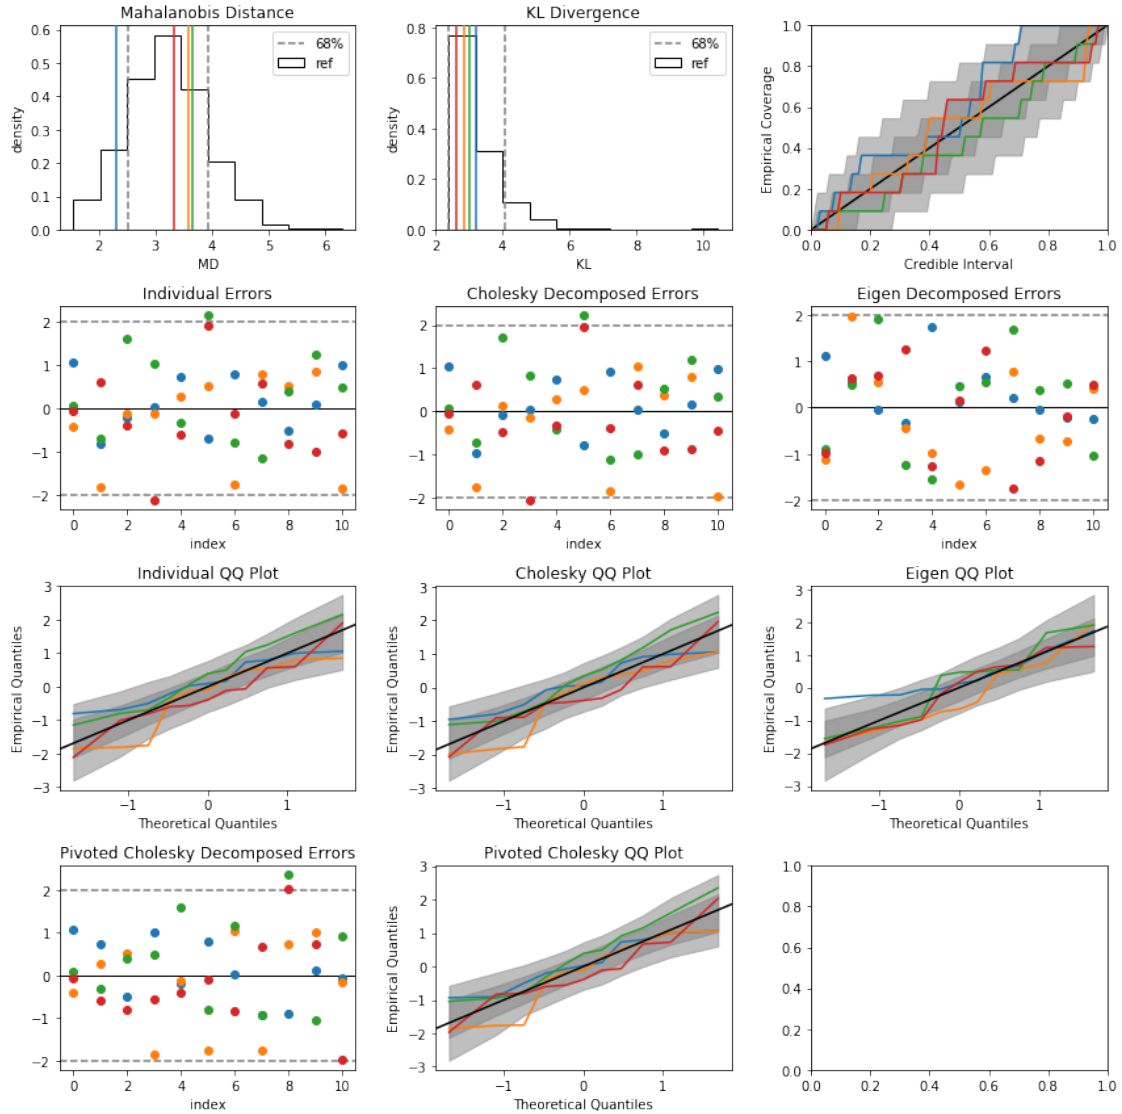 Mahalanobis Distance
0.6
0.5
0.4
0.3
0.2
0.1
0.0
density
68%
ref
2 3 4 5 6
MD
KL Divergence
0.8
0.7
0.6
0.5
0.4
0.3
0.2
0.1
0.0
density
68%
ref
2 4 6 8 10
KL
1.0
0.8
0.6
0.4
0.2
0.0
Empirical Coverage
0.0 0.2 0.4 0.6 0.8 1.0
Credible Interval
Individual Errors
2
1
0
−1
−2
0 2 4 6 8 10
index
Cholesky Decomposed Errors
2
1
0
−1
−2
0 2 4 6 8 10
index
Eigen Decomposed Errors
2
1
0
−1
−2
0 2 4 6 8 10
index
Individual QQ Plot
3
2
1
0
−1
−2
−3
Empirical Quantiles
−1 0 1
Theoretical Quantiles
Cholesky QQ Plot
3
2
1
0
−1
−2
−3
Empirical Quantiles
−1 0 1
Theoretical Quantiles
Eigen QQ Plot
3
2
1
0
−1
−2
−3
Empirical Quantiles
−1 0 1
Theoretical Quantiles
Pivoted Cholesky Decomposed Errors
2
1
0
−1
−2
0 2 4 6 8 10
index
Pivoted Cholesky QQ Plot
3
2
1
0
−1
−2
−3
Empirical Quantiles
−1 0 1
Theoretical Quantiles
1.0
0.8
0.6
0.4
0.2
0.0
0.0 0.2 0.4 0.6 0.8 1.0